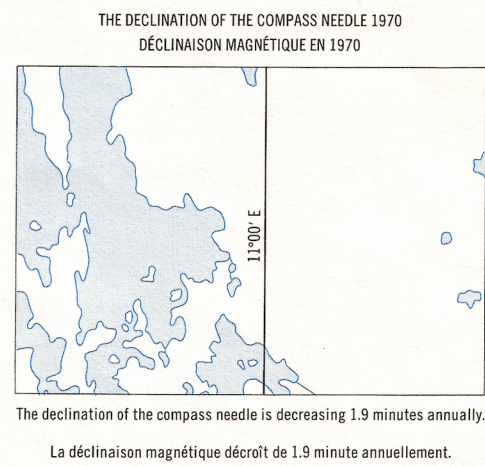 THE DECLINATION OF THE COMPASS NEEDLE 1970
DÉCLINAISON MAGNÉTIQUE EN 1970
11°00′ E
The declination of the compass needle is decreasing 1.9 minutes annually.
La déclinaison magnétique décroît de 1.9 minute annuellement.